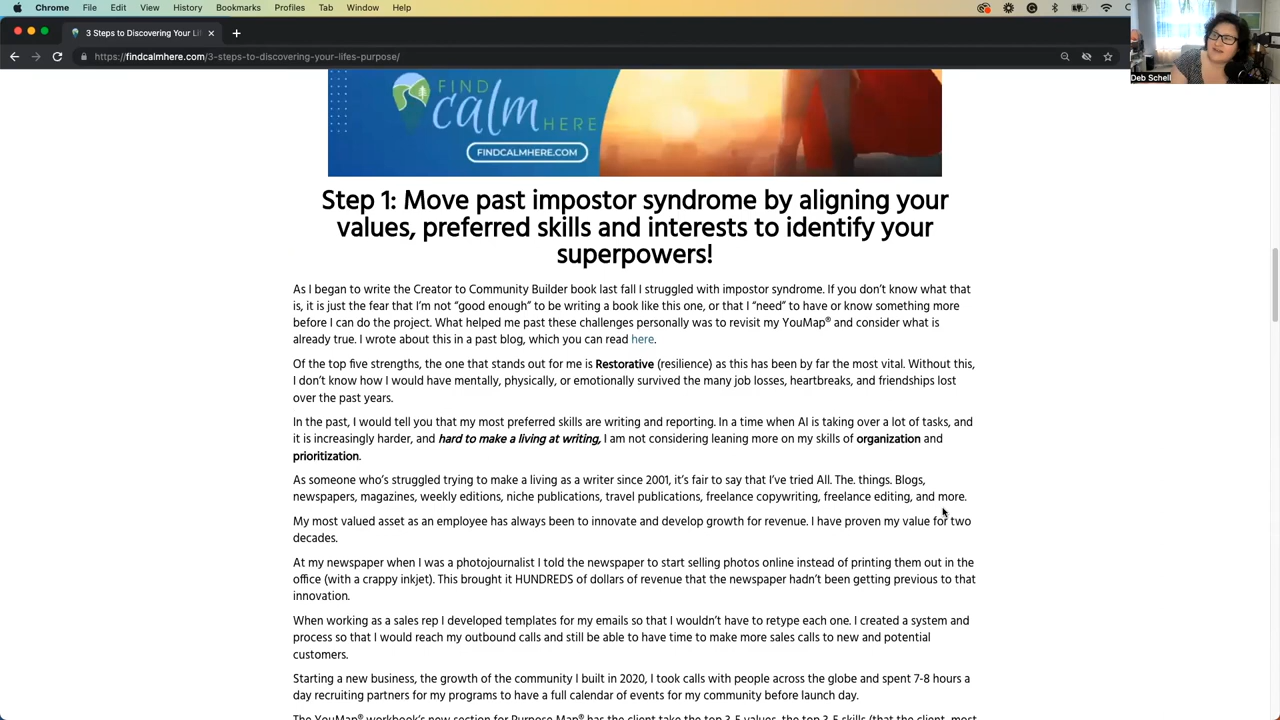 Chrome File Edit View History Bookmarks Profiles Tab Window Help
3 Steps to Discovering Your Li
https://findcalmhere.com/3-steps-to-discovering-your-lifes-purpose/
Deb Schell
FIND
calm
HERE
FINDCALMHERE.COM
Step 1: Move past impostor syndrome by aligning your
values, preferred skills and interests to identify your
superpowers!
As I began to write the Creator to Community Builder book last fall I struggled with impostor syndrome. If you don’t know what that
is, it is just the fear that I’m not “good enough” to be writing a book like this one, or that I “need” to have or know something more
before I can do the project. What helped me past these challenges personally was to revisit my YouMap® and consider what is
already true. I wrote about this in a past blog, which you can read here.
Of the top five strengths, the one that stands out for me is Restorative (resilience) as this has been by far the most vital. Without this,
I don’t know how I would have mentally, physically, or emotionally survived the many job losses, heartbreaks, and friendships lost
over the past years.
In the past, I would tell you that my most preferred skills are writing and reporting. In a time when AI is taking over a lot of tasks, and
it is increasingly harder, and hard to make a living at writing, I am not considering leaning more on my skills of organization and
prioritization.
As someone who’s struggled trying to make a living as a writer since 2001, it’s fair to say that I’ve tried All. The. things. Blogs,
newspapers, magazines, weekly editions, niche publications, travel publications, freelance copywriting, freelance editing, and more.
My most valued asset as an employee has always been to innovate and develop growth for revenue. I have proven my value for two
decades.
At my newspaper when I was a photojournalist I told the newspaper to start selling photos online instead of printing them out in the
office (with a crappy inkjet). This brought it HUNDREDS of dollars of revenue that the newspaper hadn’t been getting previous to that
innovation.
When working as a sales rep I developed templates for my emails so that I wouldn’t have to retype each one. I created a system and
process so that I would reach my outbound calls and still be able to have time to make more sales calls to new and potential
customers.
Starting a new business, the growth of the community I built in 2020, I took calls with people across the globe and spent 7-8 hours a
day recruiting partners for my programs to have a full calendar of events for my community before launch day.
The YouMap® workbook’s new section for Purpose Map® has the client take the top 3-5 values, the top 3-5 skills (that the client, most